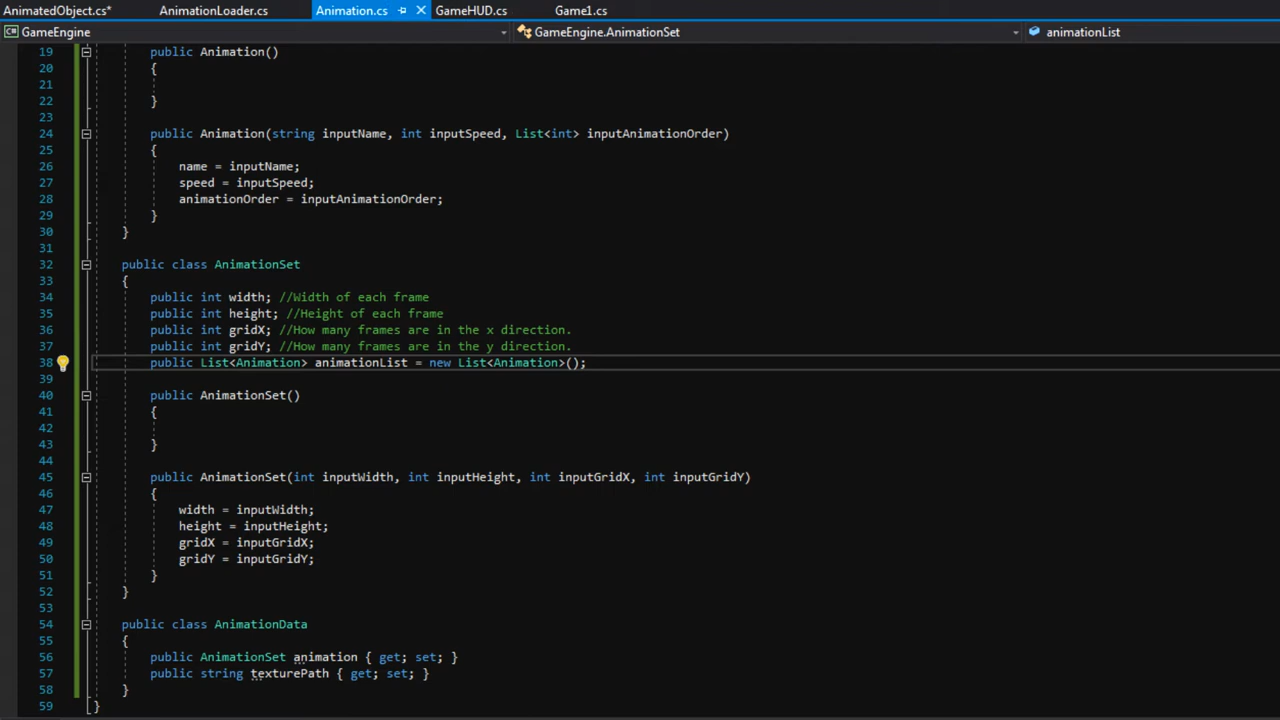 AnimatedObject.cs* AnimationLoader.cs Animation.cs GameHUD.cs Game1.cs
GameEngine GameEngine.AnimationSet animationList
19 public Animation()
20 {
21
22 }
23
24 public Animation(string inputName, int inputSpeed, List<int> inputAnimationOrder)
25 {
26 name = inputName;
27 speed = inputSpeed;
28 animationOrder = inputAnimationOrder;
29 }
30 }
31
32 public class AnimationSet
33 {
34 public int width; //Width of each frame
35 public int height; //Height of each frame
36 public int gridX; //How many frames are in the x direction.
37 public int gridY; //How many frames are in the y direction.
38 public List<Animation> animationList = new List<Animation>();
39
40 public AnimationSet()
41 {
42
43 }
44
45 public AnimationSet(int inputWidth, int inputHeight, int inputGridX, int inputGridY)
46 {
47 width = inputWidth;
48 height = inputHeight;
49 gridX = inputGridX;
50 gridY = inputGridY;
51 }
52 }
53
54 public class AnimationData
55 {
56 public AnimationSet animation { get; set; }
57 public string texturePath { get; set; }
58 }
59 }